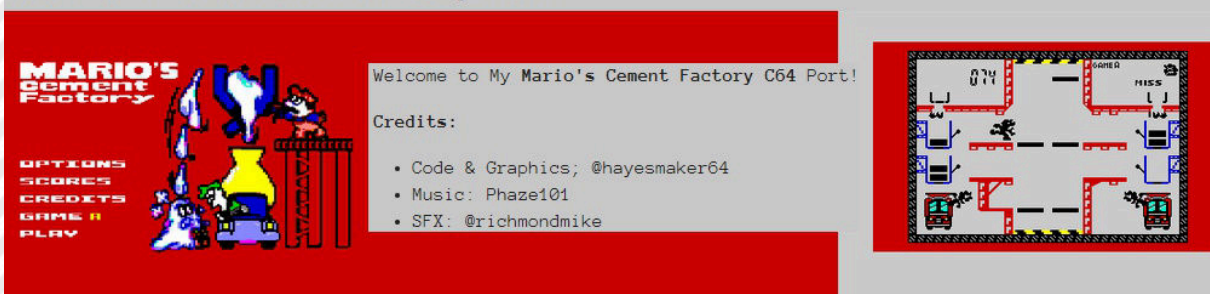 MARIO'S
Cement
Factory
OPTIONS
SCORES
CREDITS
GAME A
PLAY
Welcome to My Mario's Cement Factory C64 Port!
Credits:
• Code & Graphics; @hayesmaker64
• Music: Phaze101
• SFX: @richmondmike
074
GAMEA
MISS